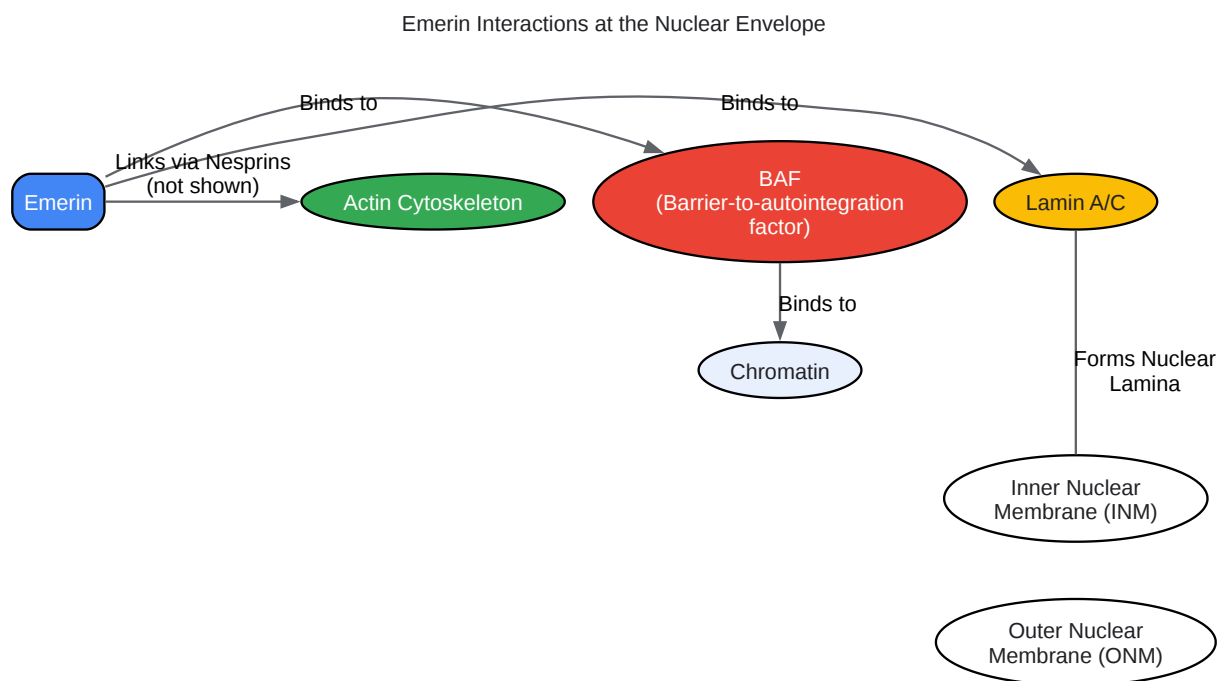 Emerin Interactions at the Nuclear Envelope
Binds to
Binds to
Links via Nesprins
(not shown)
Emerin
Actin Cytoskeleton
BAF
(Barrier-to-autointegration
factor)
Lamin A/C
Binds to
Chromatin
Forms Nuclear
Lamina
Inner Nuclear
Membrane (INM)
Outer Nuclear
Membrane (ONM)